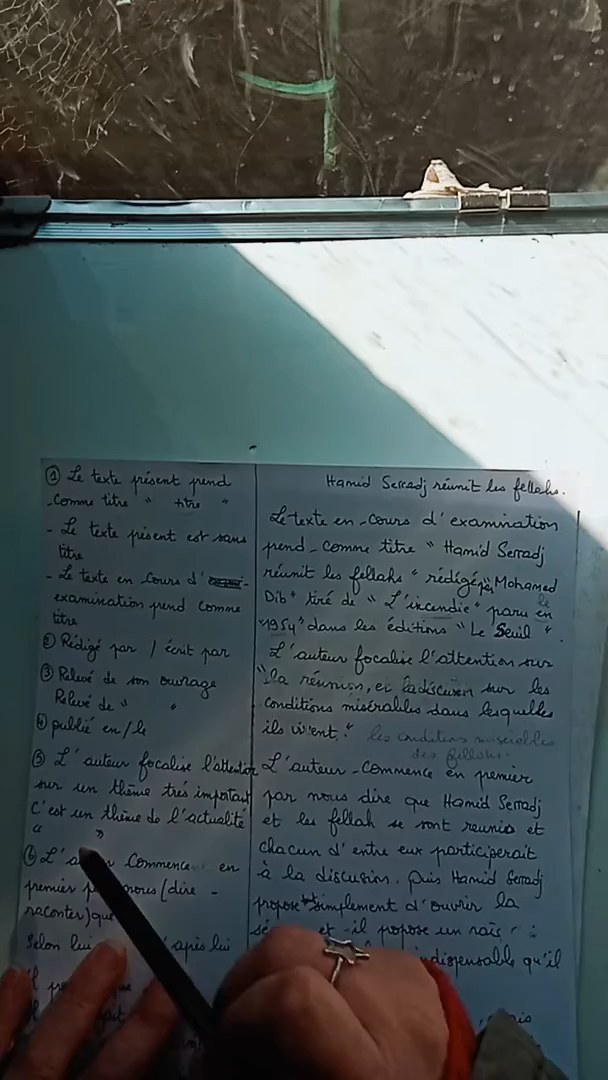 ① Le texte présent prend
comme titre " titre "
- Le texte présent est sans
titre
- Le texte en cours d'
examination prend comme
titre
② Rédigé par / écrit par
③ Relevé de son ouvrage
Relevé de " "
④ publié en / le
⑤ L'auteur focalise l'attention
sur un thème très important
C'est un thème de l'actualité
" "
⑥ L'a commence en
premier nous (dire -
raconter) que
Selon lui après lui
Hamid Serradj réunit les fellahs.
Le texte en cours d'examination
prend comme titre " Hamid Serradj
réunit les fellahs " rédigé par Mohamed
Dib " tiré de " L'incendie " paru en le
"1954" dans les éditions " Le Seuil ".
L'auteur focalise l'attention sur
"la réunion, la discusion sur les
conditions misérables dans lesquelles
ils vivent." les conditions misérables
des fellahs.
L'auteur commence en premier
par nous dire que Hamid Serradj
et les fellah se sont reunis et
chacun d'entre eux participerait
à la discusion. Puis Hamid Serradj
propose simplement d'ouvrir la
et il propose un :
indispensable qu'il